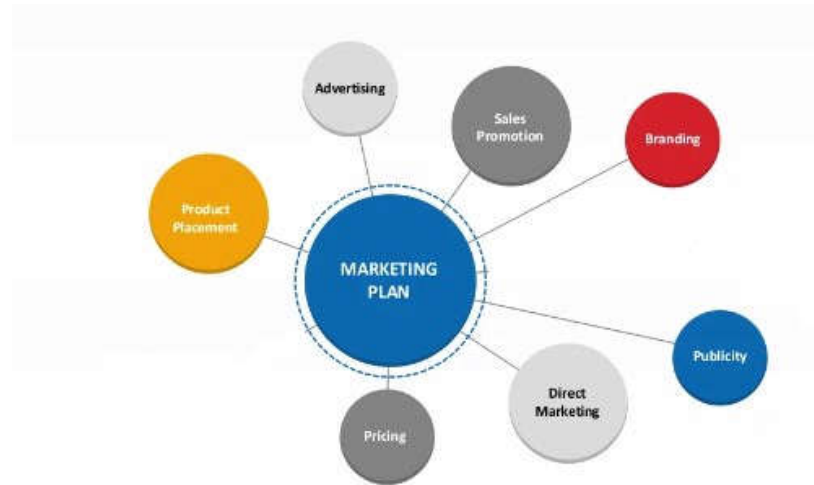 Advertising
Sales
Promotion
Branding
Product
Placement
MARKETING
PLAN
Publicity
Direct
Marketing
Pricing